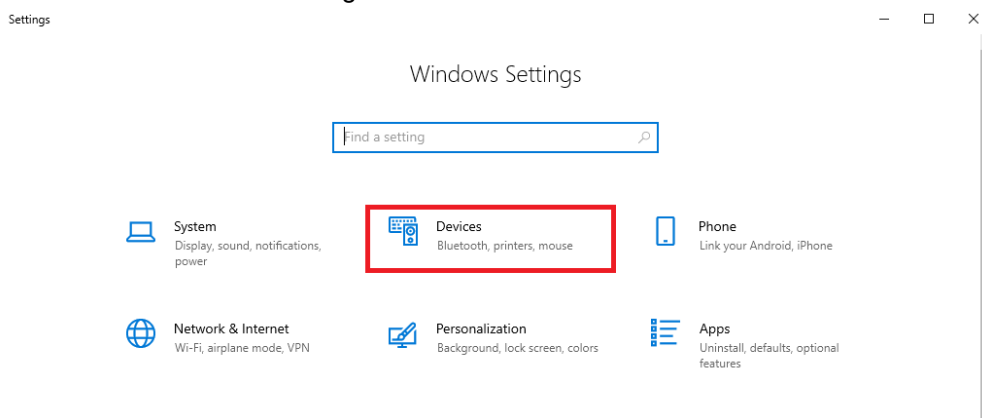 Settings
Windows Settings
Find a setting
System
Display, sound, notifications,
power
Devices
Bluetooth, printers, mouse
Phone
Link your Android, iPhone
Network & Internet
Wi-Fi, airplane mode, VPN
Personalization
Background, lock screen, colors
Apps
Uninstall, defaults, optional
features